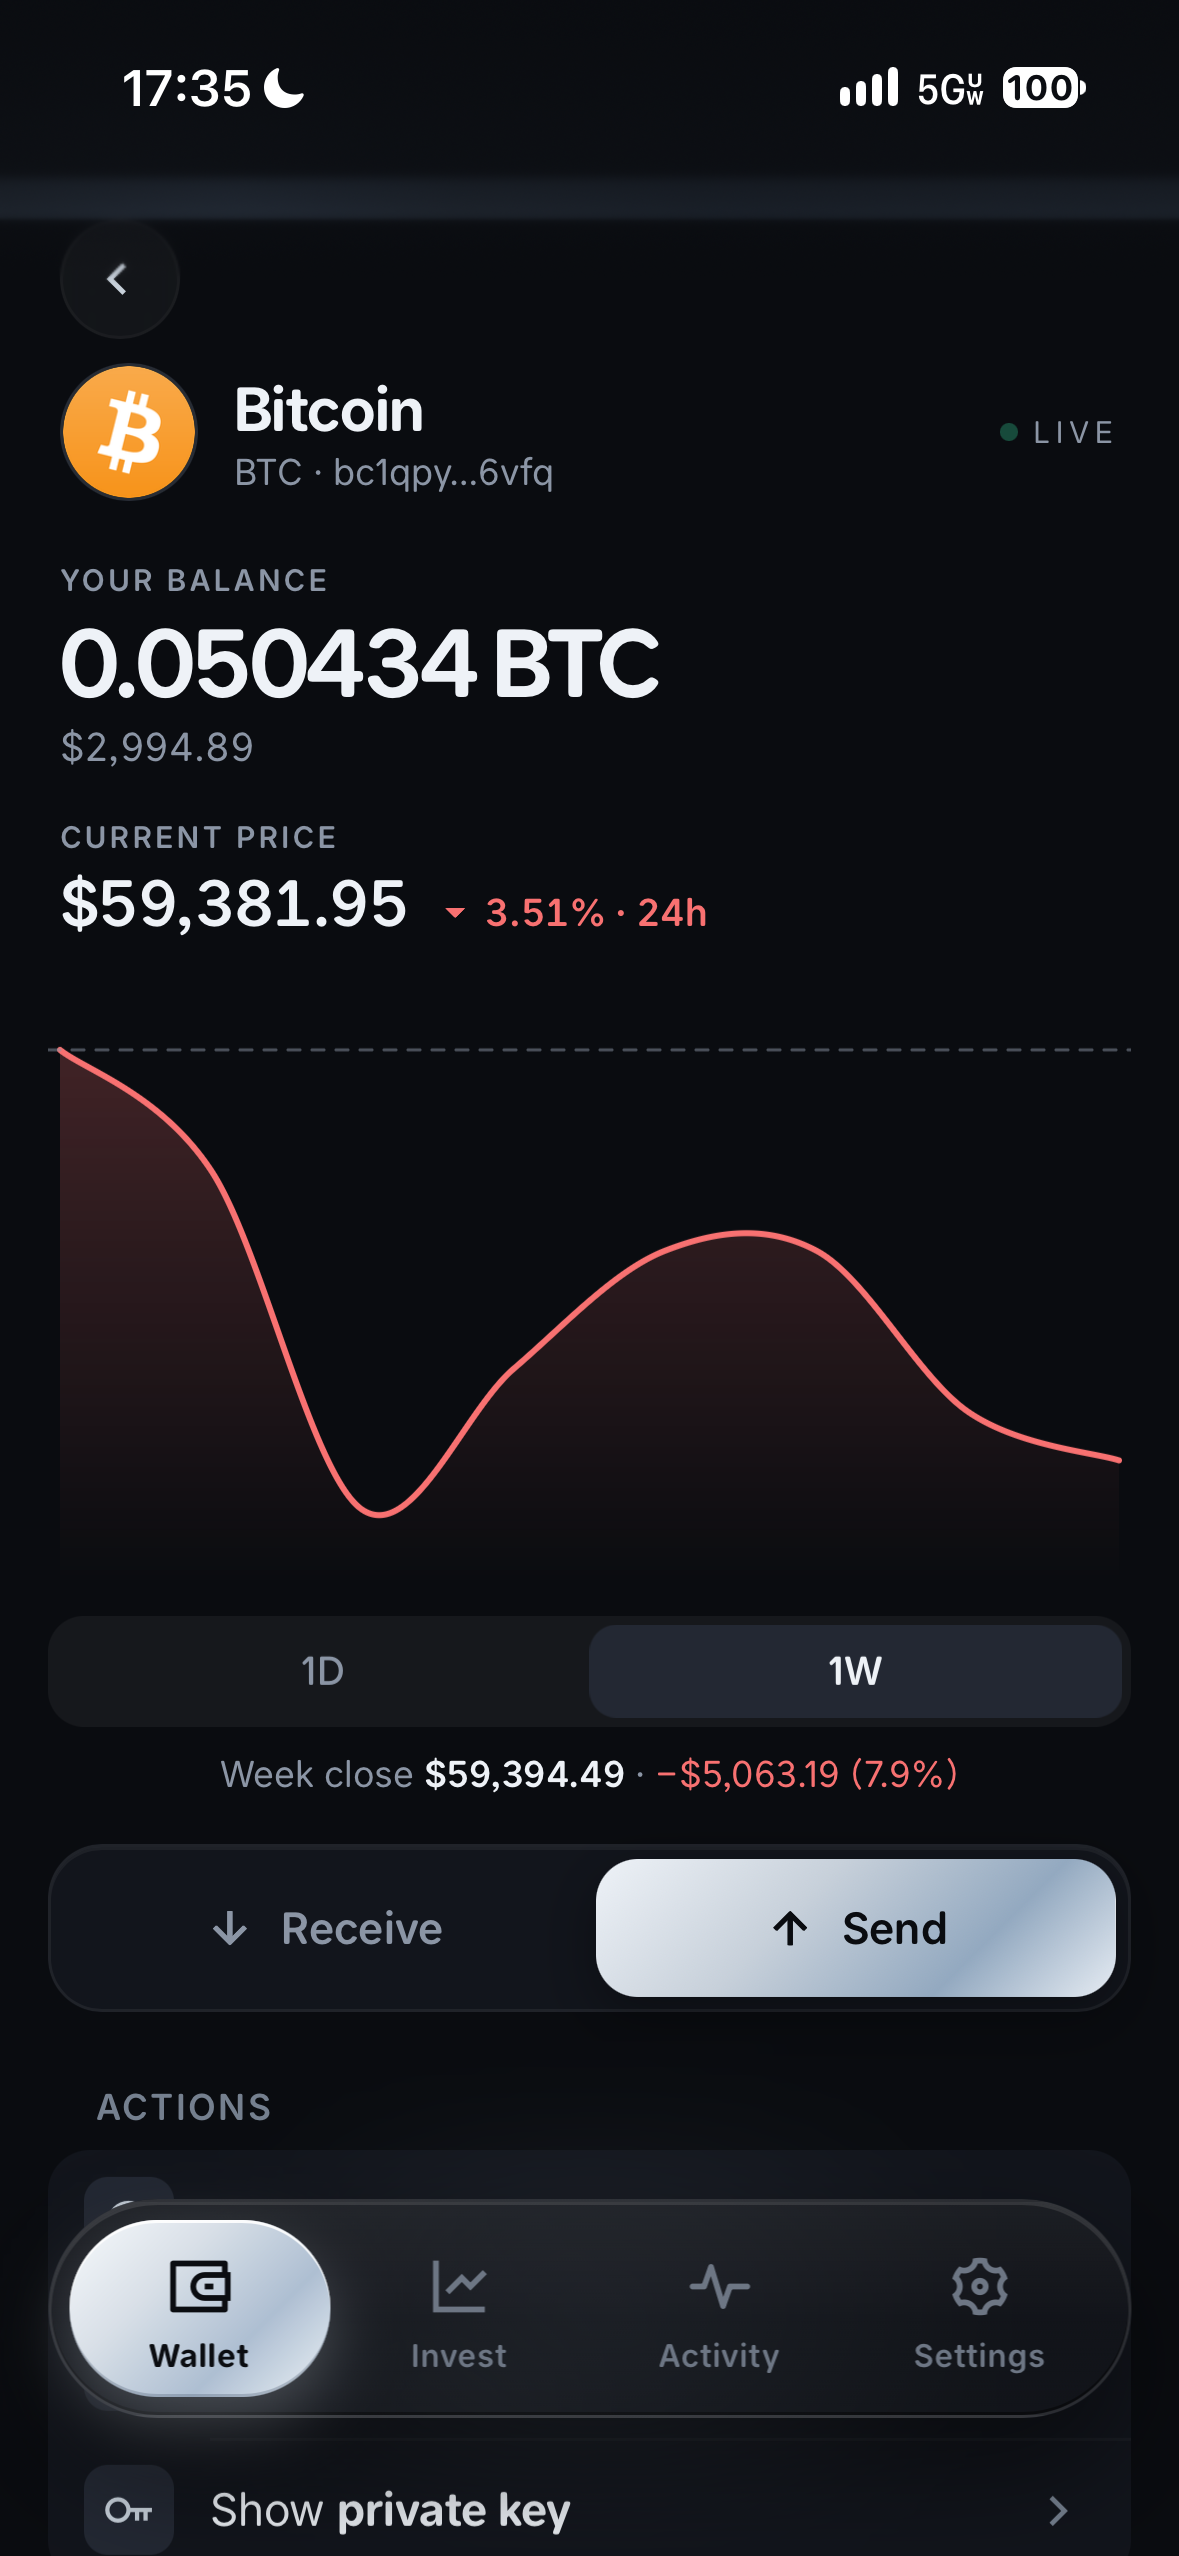 17:35
5GUW
100
Bitcoin
BTC · bc1qpy...6vfq
LIVE
YOUR BALANCE
0.050434 BTC
$2,994.89
CURRENT PRICE
$59,381.95 3.51% · 24h
1D
1W
Week close $59,394.49 · −$5,063.19 (7.9%)
Receive
Send
ACTIONS
Wallet
Invest
Activity
Settings
Show private key